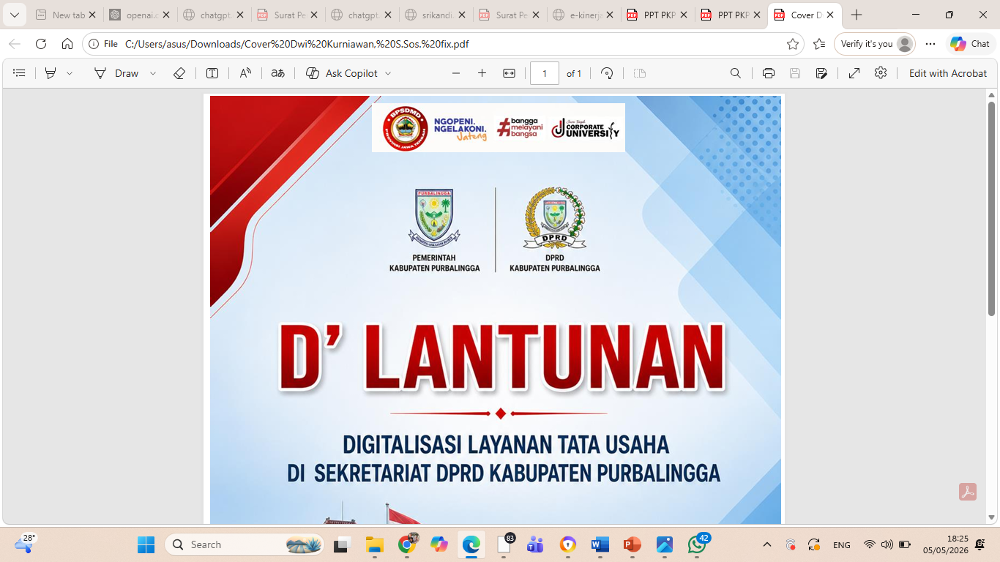 New tab
openai.c
chatgpt.
Surat Pe
chatgpt.
srikandi.
Surat Pe
e-kinerja
PPT PKP
PPT PKP
Cover D
File C:/Users/asus/Downloads/Cover%20Dwi%20Kurniawan,%20S.Sos.%20fix.pdf
Verify it's you
Chat
Draw
Ask Copilot
1 of 1
Edit with Acrobat
BPSDMD
PROVINSI JAWA TENGAH
NGOPENI.
NGELAKONI.
Jateng
#bangga
melayani
bangsa
Jawa Tengah
CORPORATE
UNIVERSITY
PURBALINGGA
PEMERINTAH
KABUPATEN PURBALINGGA
DPRD
DPRD
KABUPATEN PURBALINGGA
D’ LANTUNAN
DIGITALISASI LAYANAN TATA USAHA
DI SEKRETARIAT DPRD KABUPATEN PURBALINGGA
28°
Search
83
42
ENG
18:25
05/05/2026